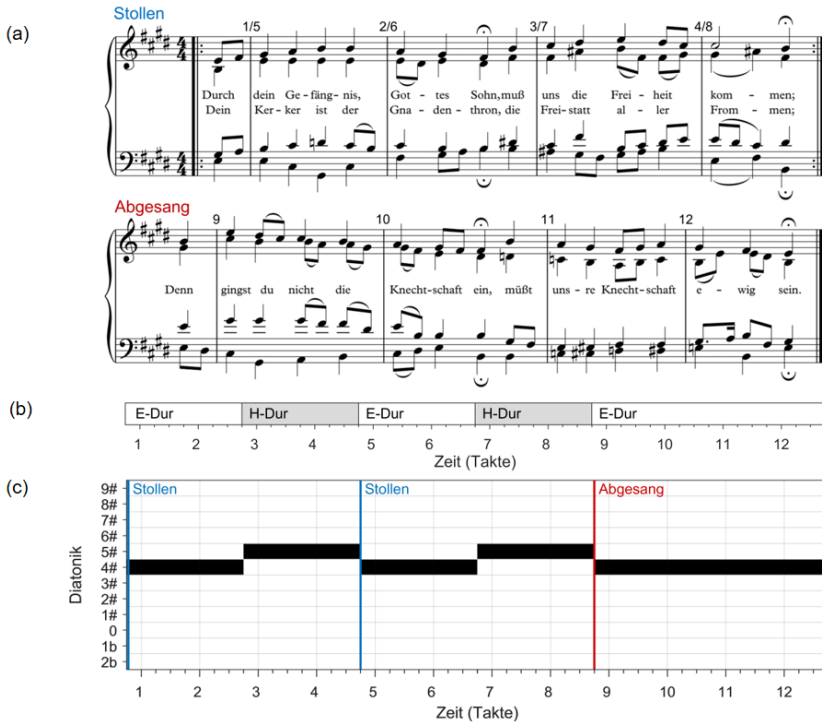 (a)
Stollen
1/5 2/6 3/7 4/8
Durch dein Ge-fäng-nis, Got - tes Sohn, muß uns die Frei - heit kom - men;
Dein Ker-ker ist der Gna - den - thron, die Frei - statt al - ler From - men;
Abgesang
9 10 11 12
Denn gingst du nicht die Knecht-schaft ein, müßt uns - re Knecht-schaft e - wig sein.
(b)
E-Dur H-Dur E-Dur H-Dur E-Dur
1 2 3 4 5 6 7 8 9 10 11 12
Zeit (Takte)
(c)
Stollen Stollen Abgesang
Diatonik
9#
8#
7#
6#
5#
4#
3#
2#
1#
0
1b
2b
1 2 3 4 5 6 7 8 9 10 11 12
Zeit (Takte)